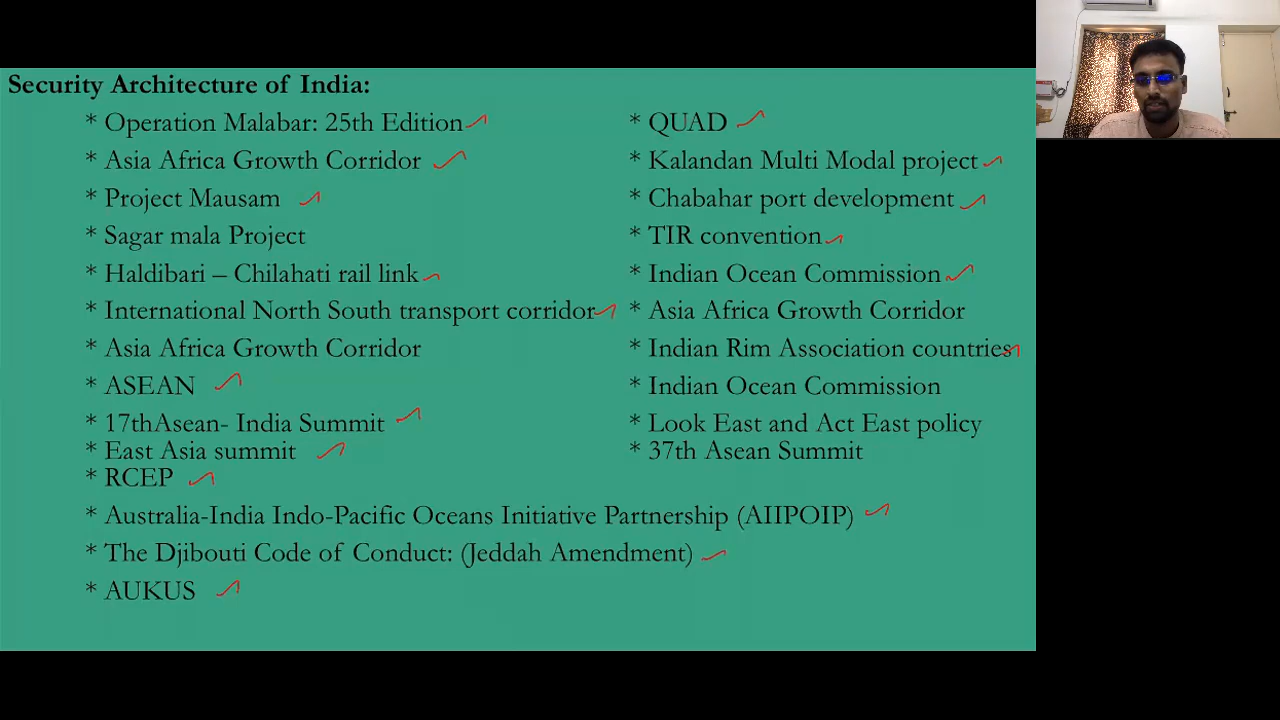 Security Architecture of India:
* Operation Malabar: 25th Edition
* Asia Africa Growth Corridor
* Project Mausam
* Sagar mala Project
* Haldibari – Chilahati rail link
* International North South transport corridor
* Asia Africa Growth Corridor
* ASEAN
* 17thAsean- India Summit
* East Asia summit
* RCEP
* Australia-India Indo-Pacific Oceans Initiative Partnership (AIIPOIP)
* The Djibouti Code of Conduct: (Jeddah Amendment)
* AUKUS
* QUAD
* Kalandan Multi Modal project
* Chabahar port development
* TIR convention
* Indian Ocean Commission
* Asia Africa Growth Corridor
* Indian Rim Association countries
* Indian Ocean Commission
* Look East and Act East policy
* 37th Asean Summit